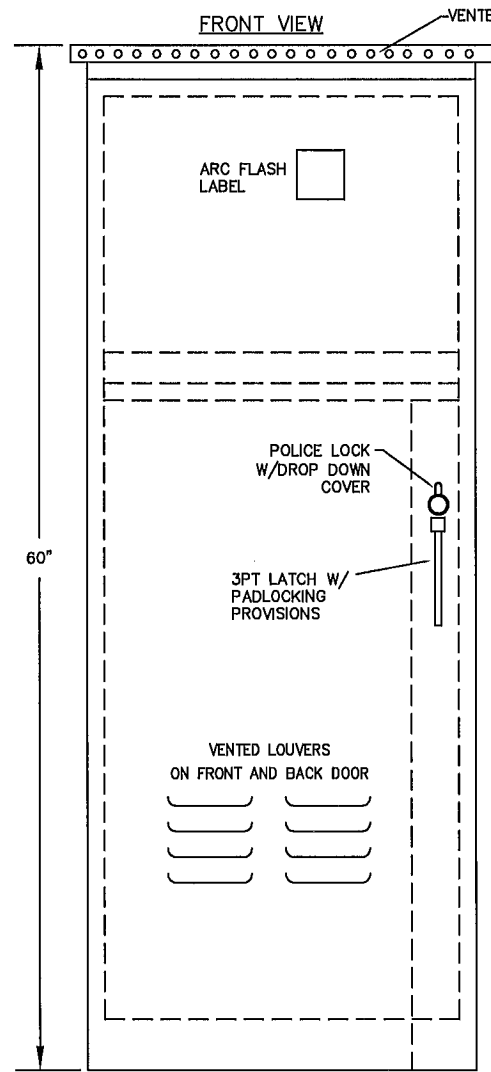 FRONT VIEW
VENTE
ARC FLASH
LABEL
POLICE LOCK
W/DROP DOWN
COVER
60"
3PT LATCH W/
PADLOCKING
PROVISIONS
VENTED LOUVERS
ON FRONT AND BACK DOOR